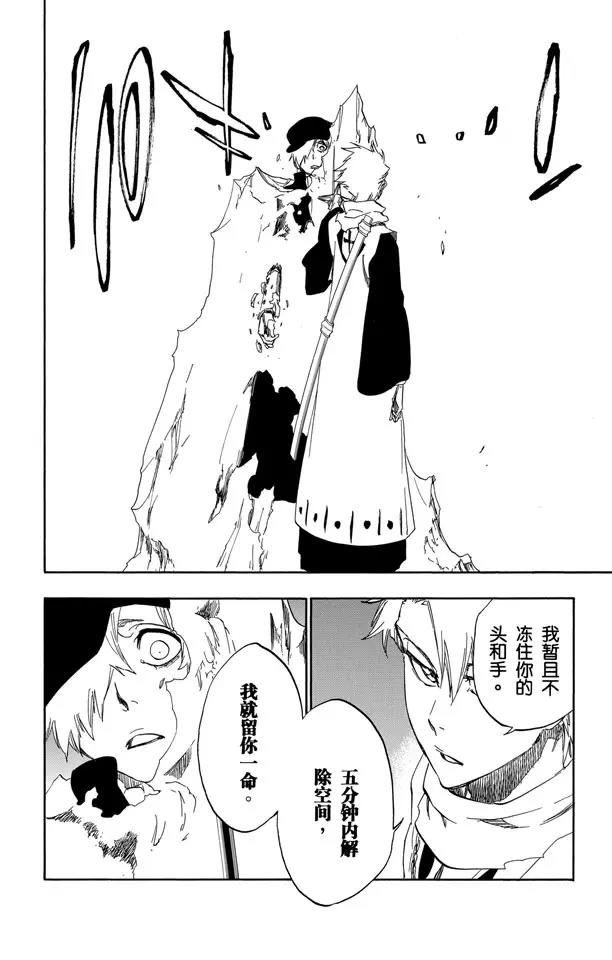 我暂且不
冻住你的
头和手。
五分钟内解
除空间，
我就留你一
命。